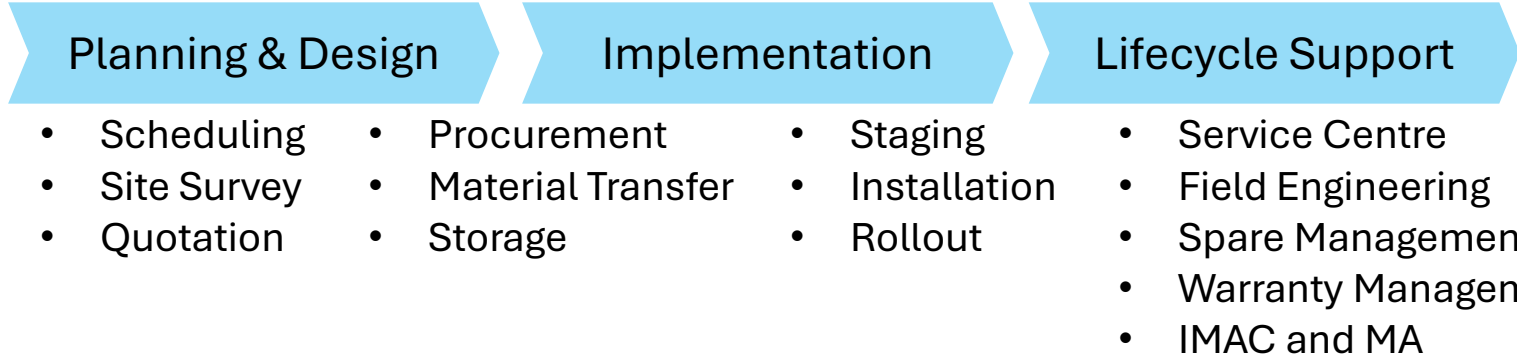 Planning & Design
Implementation
Lifecycle Support
• Scheduling
• Site Survey
• Quotation
• Procurement
• Material Transfer
• Storage
• Staging
• Installation
• Rollout
• Service Centre
• Field Engineering
• Spare Managemen
• Warranty Managen
• IMAC and MA